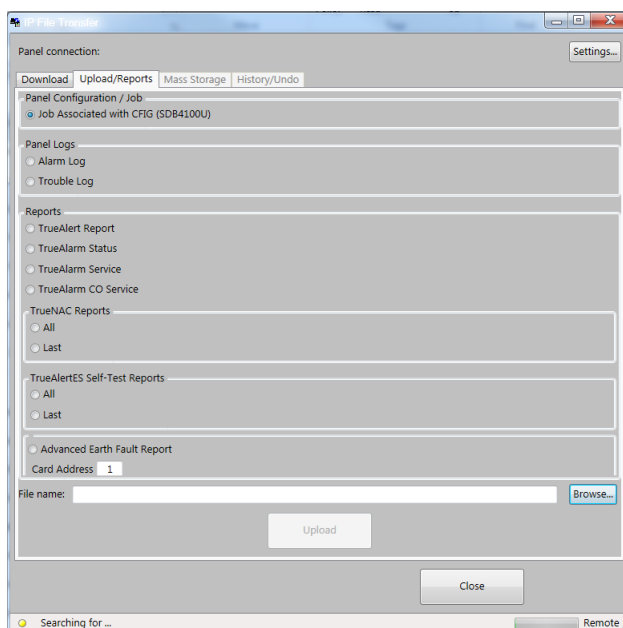 IP File Transfer
Panel connection:
Settings...
Download Upload/Reports Mass Storage History/Undo
Panel Configuration / Job
Job Associated with CFIG (SDB4100U)
Panel Logs
Alarm Log
Trouble Log
Reports
TrueAlert Report
TrueAlarm Status
TrueAlarm Service
TrueAlarm CO Service
TrueNAC Reports
All
Last
TrueAlertES Self-Test Reports
All
Last
Advanced Earth Fault Report
Card Address 1
File name:
Browse...
Upload
Close
Searching for ...
Remote